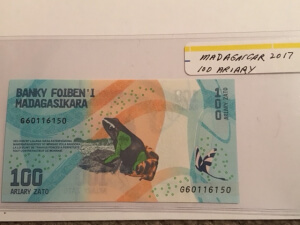 MADAGASCAR 2017
100 ARIARY
BANKY FOIBEN'I
MADAGASIKARA
G60116150
100
ARIARY ZATO
G60116150
100
ARIARY ZATO